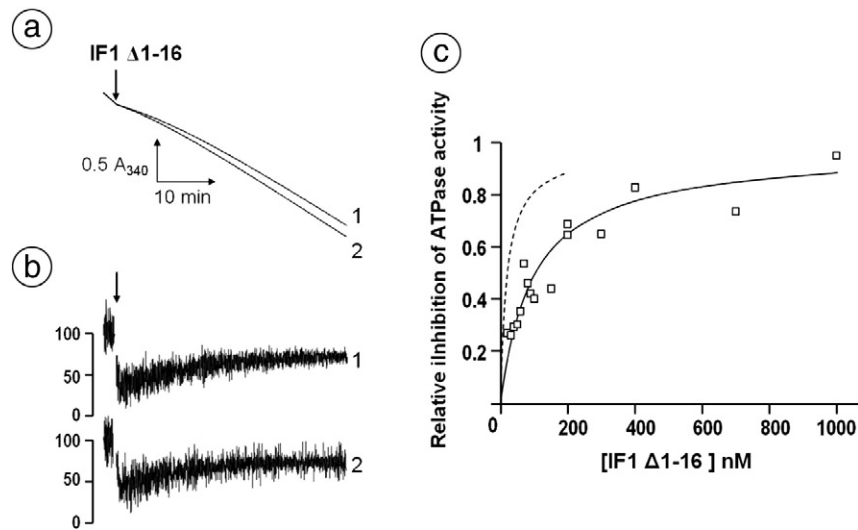 a
IF1 Δ1-16
0.5 A340
10 min
1
2
b
100
50
0
1
100
50
0
2
c
Relative iInhibition of ATPase activity
1
0.8
0.6
0.4
0.2
0
200
400
600
800
1000
[IF1 Δ1-16 ] nM